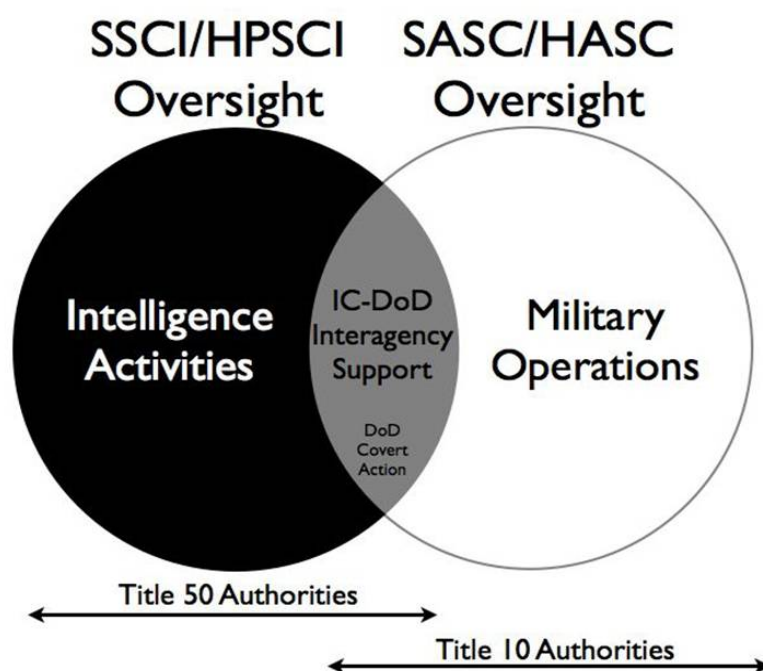 SSCI/HPSCI
Oversight
SASC/HASC
Oversight
Intelligence
Activities
IC-DoD
Interagency
Support
DoD
Covert
Action
Military
Operations
Title 50 Authorities
Title 10 Authorities